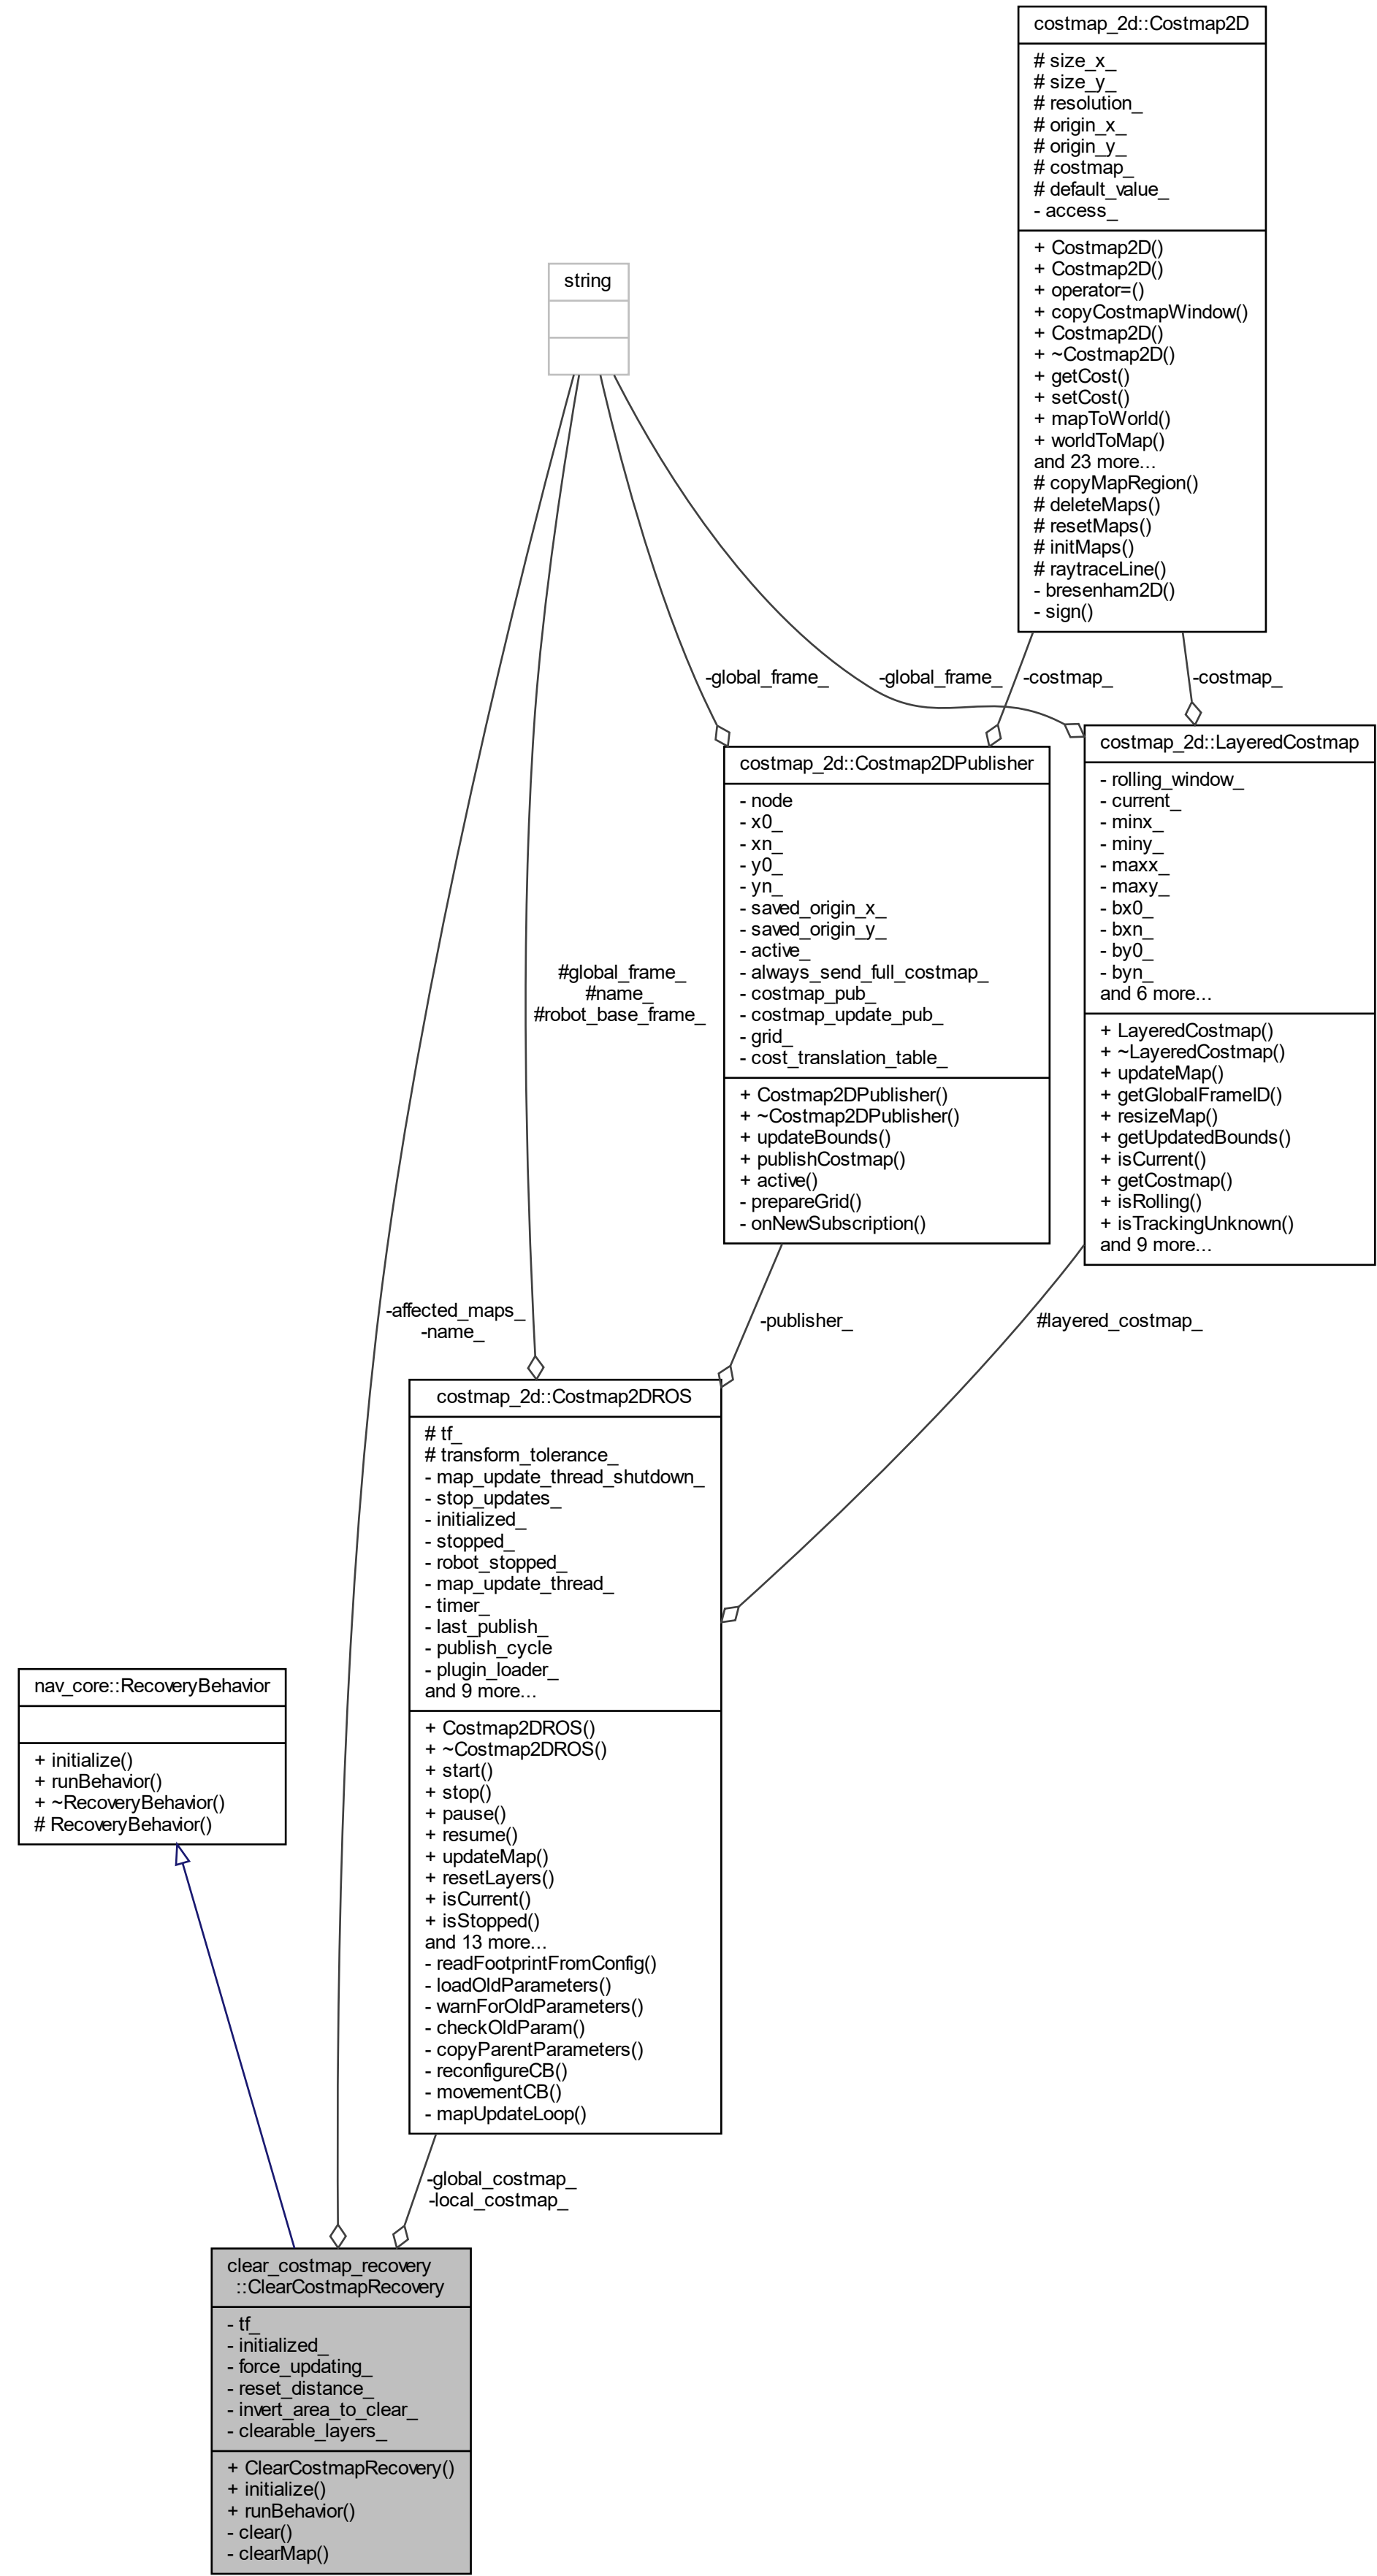 costmap_2d::Costmap2D
# size_x_
# size_y_
# resolution_
# origin_x_
# origin_y_
# costmap_
# default_value_
- access_
+ Costmap2D()
+ Costmap2D()
+ operator=()
+ copyCostmapWindow()
+ Costmap2D()
+ ~Costmap2D()
+ getCost()
+ setCost()
+ mapToWorld()
+ worldToMap()
and 23 more...
# copyMapRegion()
# deleteMaps()
# resetMaps()
# initMaps()
# raytraceLine()
- bresenham2D()
- sign()
string
-global_frame_
-global_frame_
-costmap_
-costmap_
costmap_2d::Costmap2DPublisher
- node
- x0_
- xn_
- y0_
- yn_
- saved_origin_x_
- saved_origin_y_
- active_
- always_send_full_costmap_
- costmap_pub_
- costmap_update_pub_
- grid_
- cost_translation_table_
+ Costmap2DPublisher()
+ ~Costmap2DPublisher()
+ updateBounds()
+ publishCostmap()
+ active()
- prepareGrid()
- onNewSubscription()
costmap_2d::LayeredCostmap
- rolling_window_
- current_
- minx_
- miny_
- maxx_
- maxy_
- bx0_
- bxn_
- by0_
- byn_
and 6 more...
+ LayeredCostmap()
+ ~LayeredCostmap()
+ updateMap()
+ getGlobalFrameID()
+ resizeMap()
+ getUpdatedBounds()
+ isCurrent()
+ getCostmap()
+ isRolling()
+ isTrackingUnknown()
and 9 more...
#global_frame_
#name_
#robot_base_frame_
-affected_maps_
-name_
-publisher_
#layered_costmap_
costmap_2d::Costmap2DROS
# tf_
# transform_tolerance_
- map_update_thread_shutdown_
- stop_updates_
- initialized_
- stopped_
- robot_stopped_
- map_update_thread_
- timer_
- last_publish_
- publish_cycle
- plugin_loader_
and 9 more...
+ Costmap2DROS()
+ ~Costmap2DROS()
+ start()
+ stop()
+ pause()
+ resume()
+ updateMap()
+ resetLayers()
+ isCurrent()
+ isStopped()
and 13 more...
- readFootprintFromConfig()
- loadOldParameters()
- warnForOldParameters()
- checkOldParam()
- copyParentParameters()
- reconfigureCB()
- movementCB()
- mapUpdateLoop()
nav_core::RecoveryBehavior
+ initialize()
+ runBehavior()
+ ~RecoveryBehavior()
# RecoveryBehavior()
-global_costmap_
-local_costmap_
clear_costmap_recovery
::ClearCostmapRecovery
- tf_
- initialized_
- force_updating_
- reset_distance_
- invert_area_to_clear_
- clearable_layers_
+ ClearCostmapRecovery()
+ initialize()
+ runBehavior()
- clear()
- clearMap()